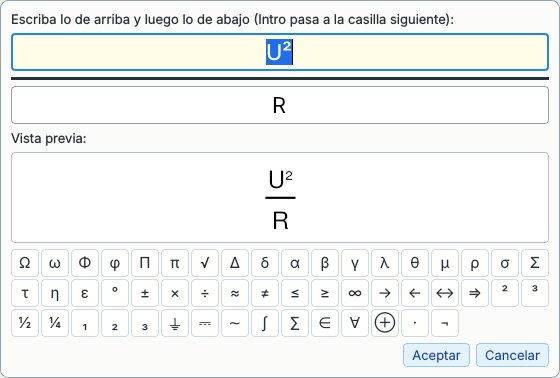 Escriba lo de arriba y luego lo de abajo (Intro pasa a la casilla siguiente):
U²
R
Vista previa:
U²
R
Ω ω Φ φ Π π √ Δ δ α β γ λ θ μ ρ σ Σ
τ η ε ° ± × ÷ ≈ ≠ ≤ ≥ ∞ → ← ↔ ⇒ ² ³
½ ¼ ₁ ₂ ₃ ⏚ ⎓ ∼ ∫ ∑ ∈ ∀ ⊕ · ¬
Aceptar Cancelar